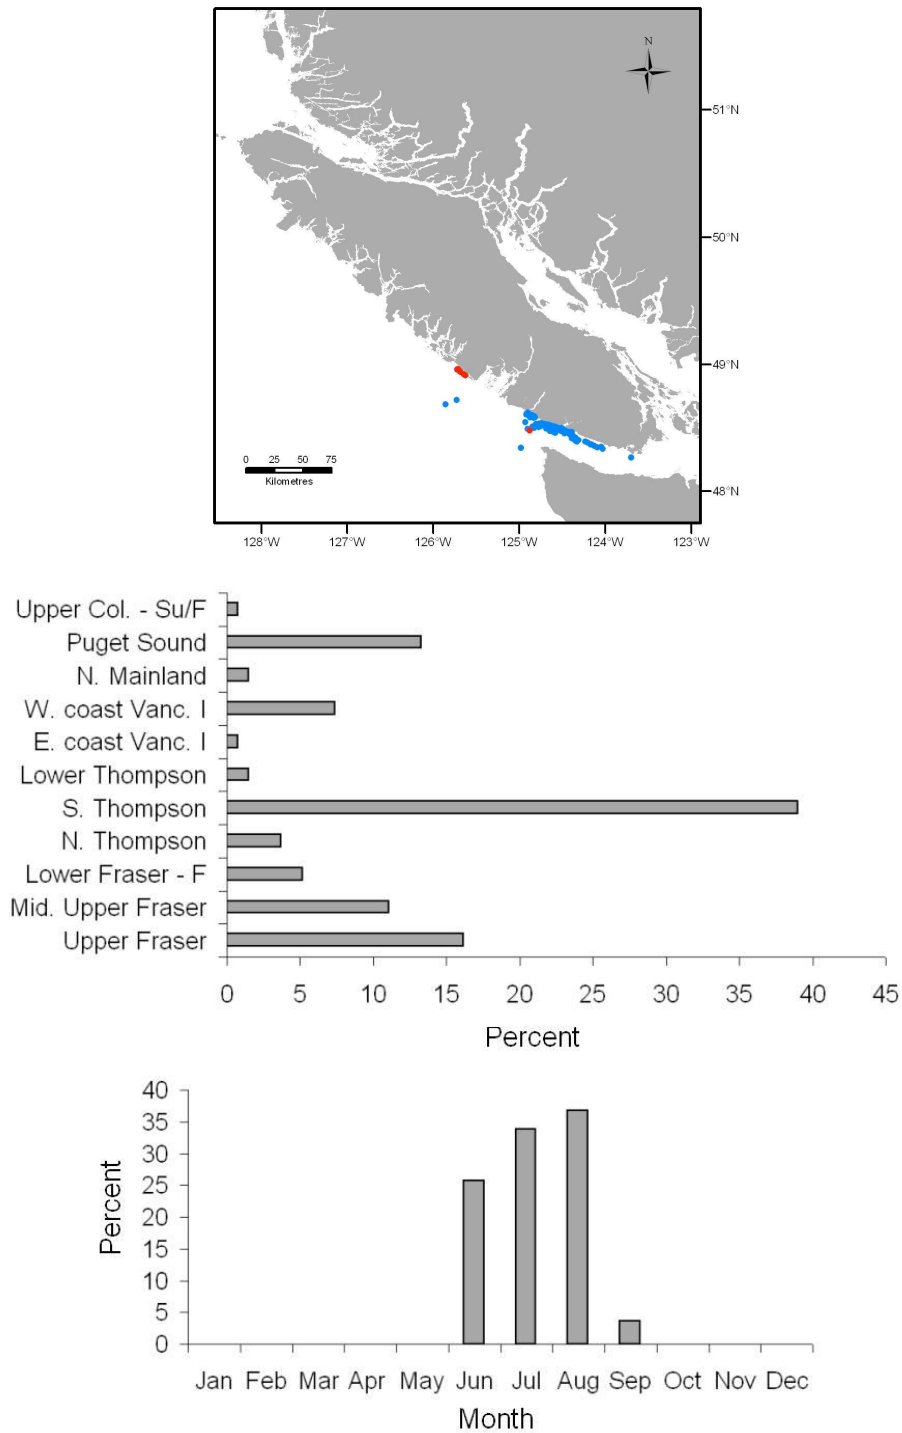 N
51°N
50°N
49°N
48°N
0 25 50 75
Kilometres
128°W 127°W 126°W 125°W 124°W 123°W
Upper Col. - Su/F
Puget Sound
N. Mainland
W. coast Vanc. I
E. coast Vanc. I
Lower Thompson
S. Thompson
N. Thompson
Lower Fraser - F
Mid. Upper Fraser
Upper Fraser
0 5 10 15 20 25 30 35 40 45
Percent
40
35
30
25
20
15
10
5
0
Percent
Jan Feb Mar Apr May Jun Jul Aug Sep Oct Nov Dec
Month